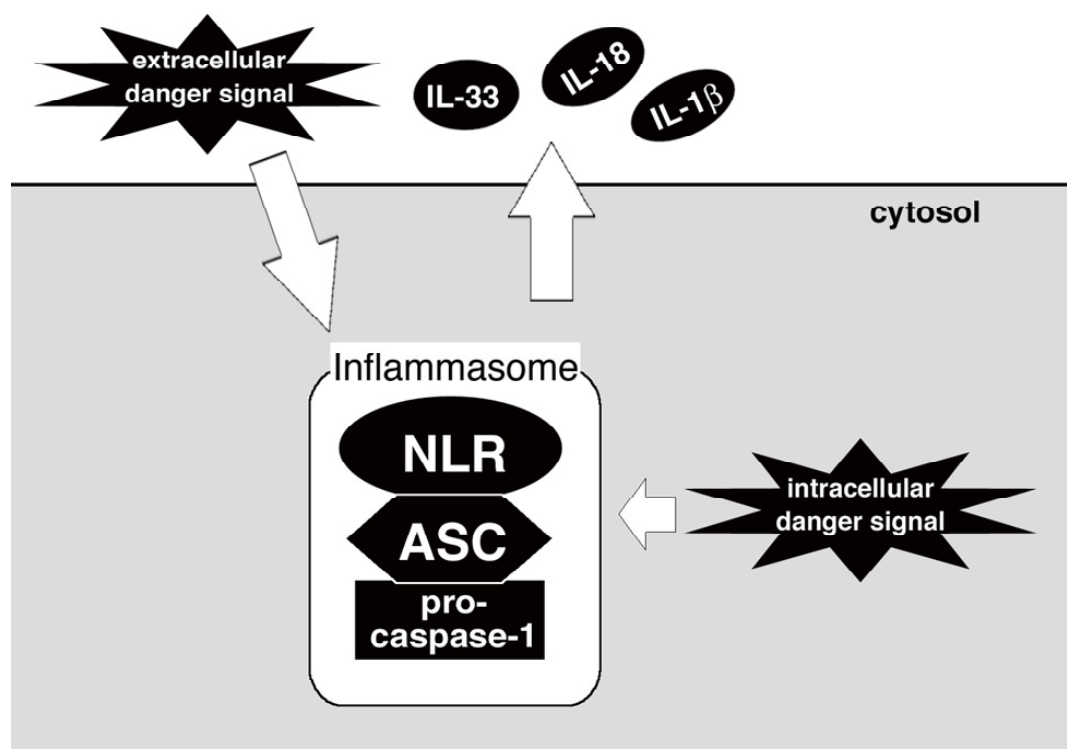 extracellular
danger signal
IL-33
IL-18
IL-1β
cytosol
Inflammasome
NLR
ASC
pro-
caspase-1
intracellular
danger signal